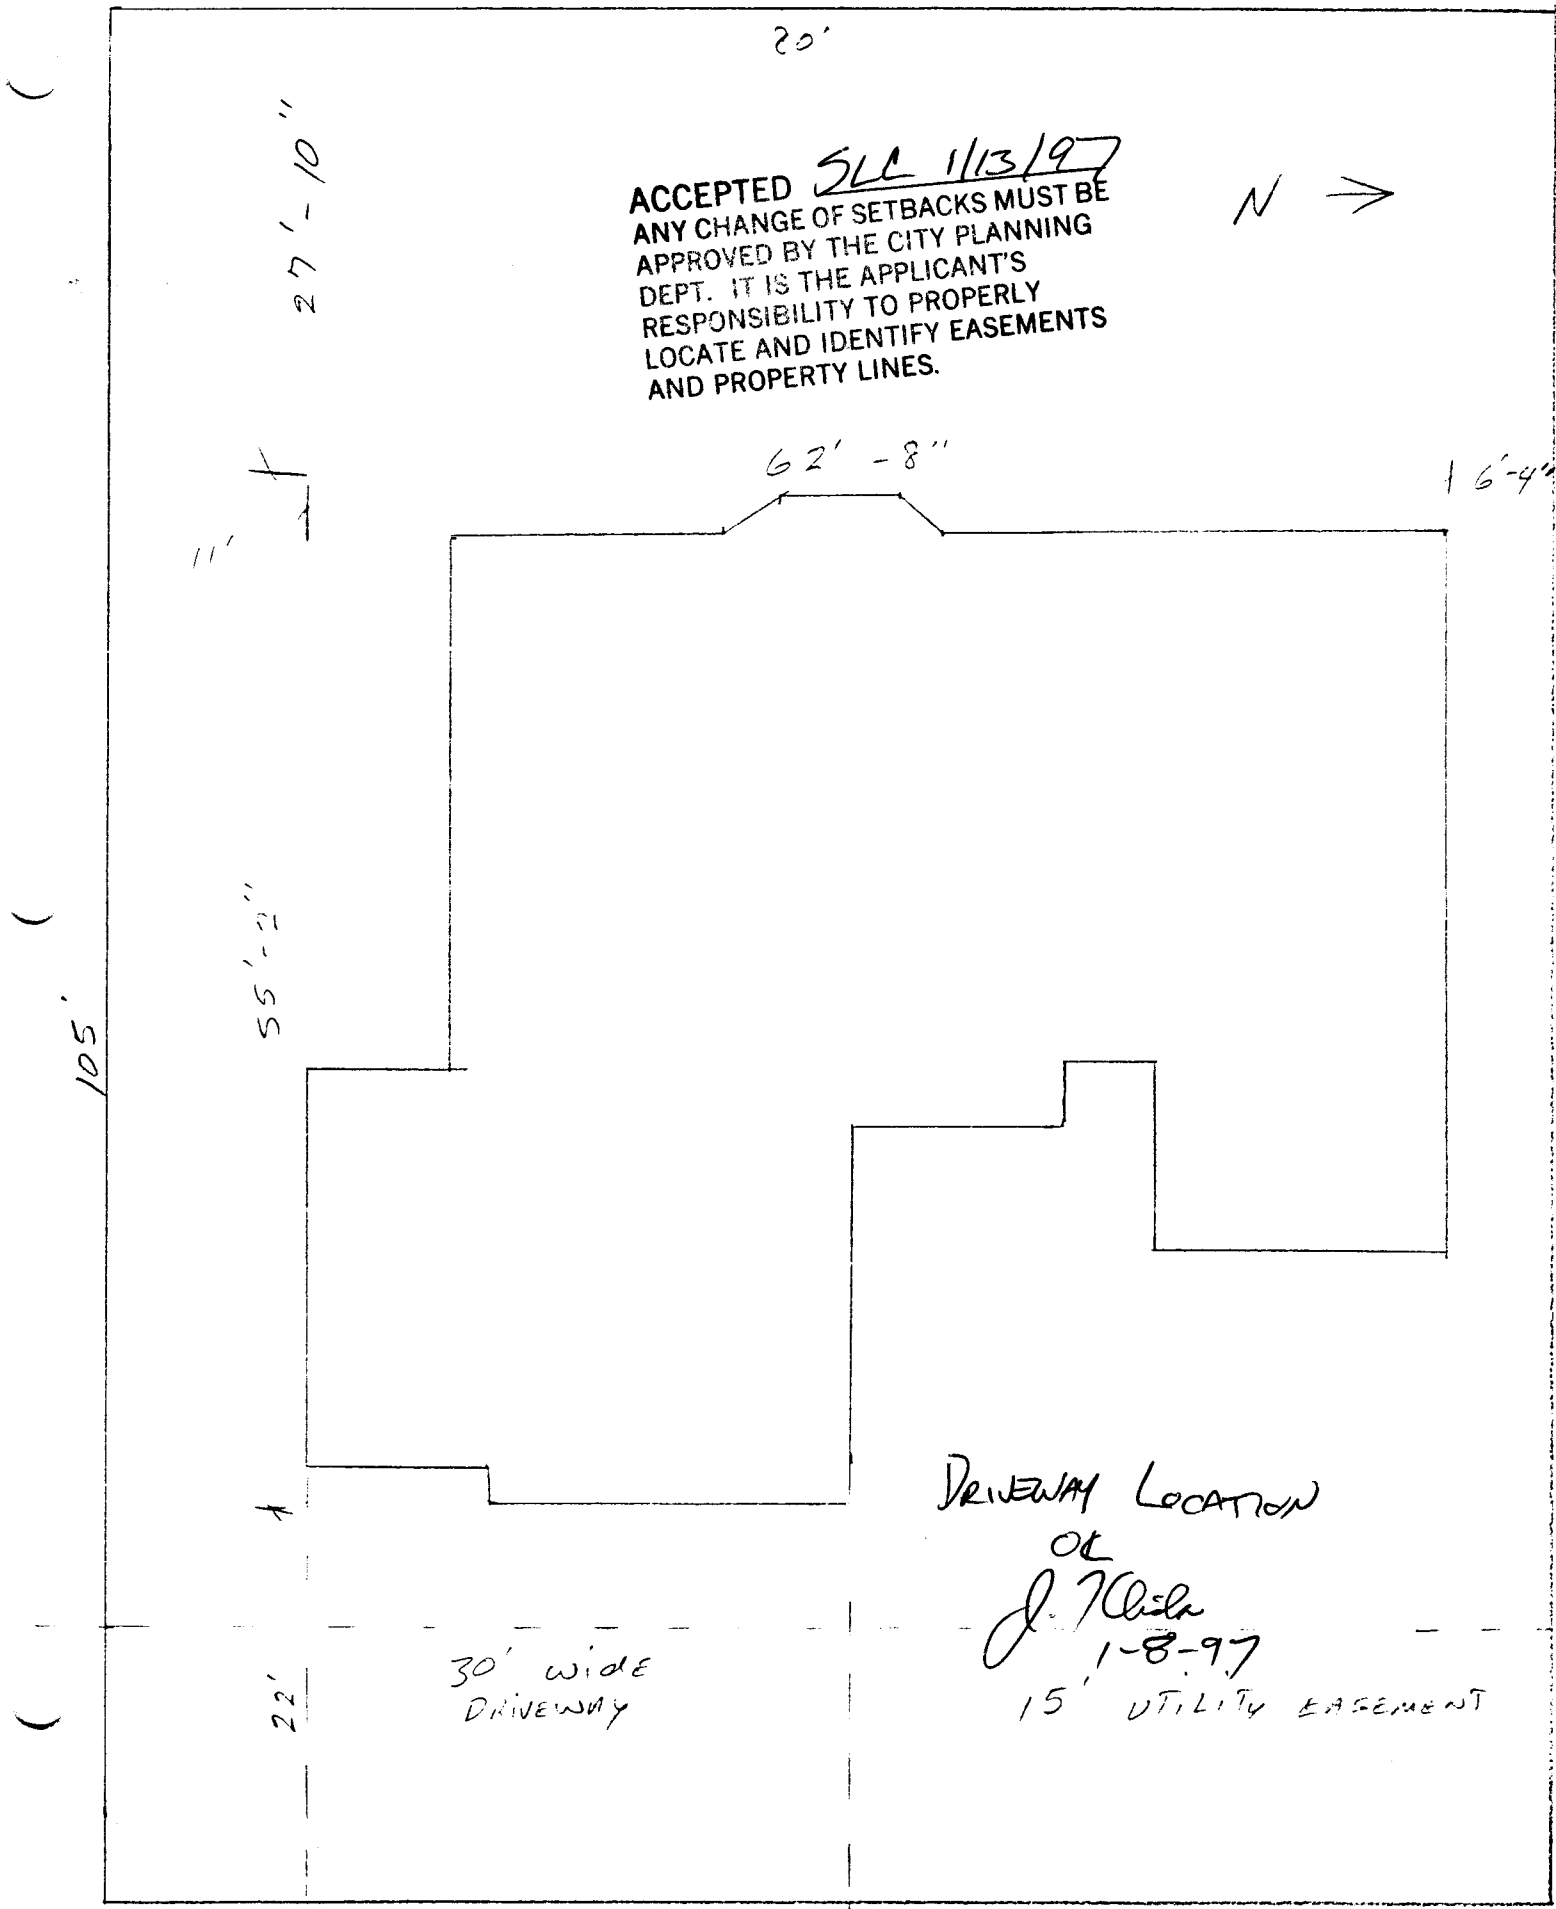 20'
27'-10"
ACCEPTED SLC 1/13/97
ANY CHANGE OF SETBACKS MUST BE
APPROVED BY THE CITY PLANNING
DEPT. IT IS THE APPLICANT'S
RESPONSIBILITY TO PROPERLY
LOCATE AND IDENTIFY EASEMENTS
AND PROPERTY LINES.
N
62'-8"
6'-4"
11'
55'-2"
105'
DRIVEWAY LOCATION
OK
J.
1-8-97
30' WIDE
DRIVEWAY
22'
15' UTILITY EASEMENT